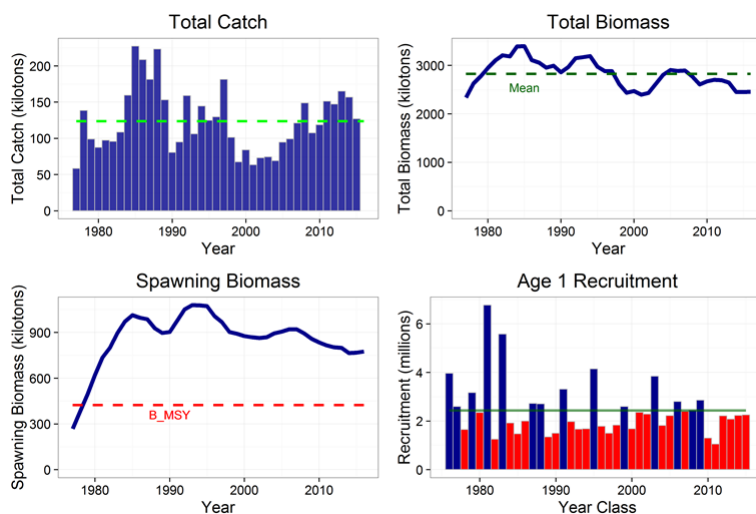 Total Catch
Total Catch (kilotons)
200
150
100
50
0
1980 1990 2000 2010
Year
Total Biomass
Total Biomass (kilotons)
3000
2000
1000
0
Mean
1980 1990 2000 2010
Year
Spawning Biomass
Spawning Biomass (kilotons)
900
600
300
0
B_MSY
1980 1990 2000 2010
Year
Age 1 Recruitment
Recruitment (millions)
6
4
2
0
1980 1990 2000 2010
Year Class